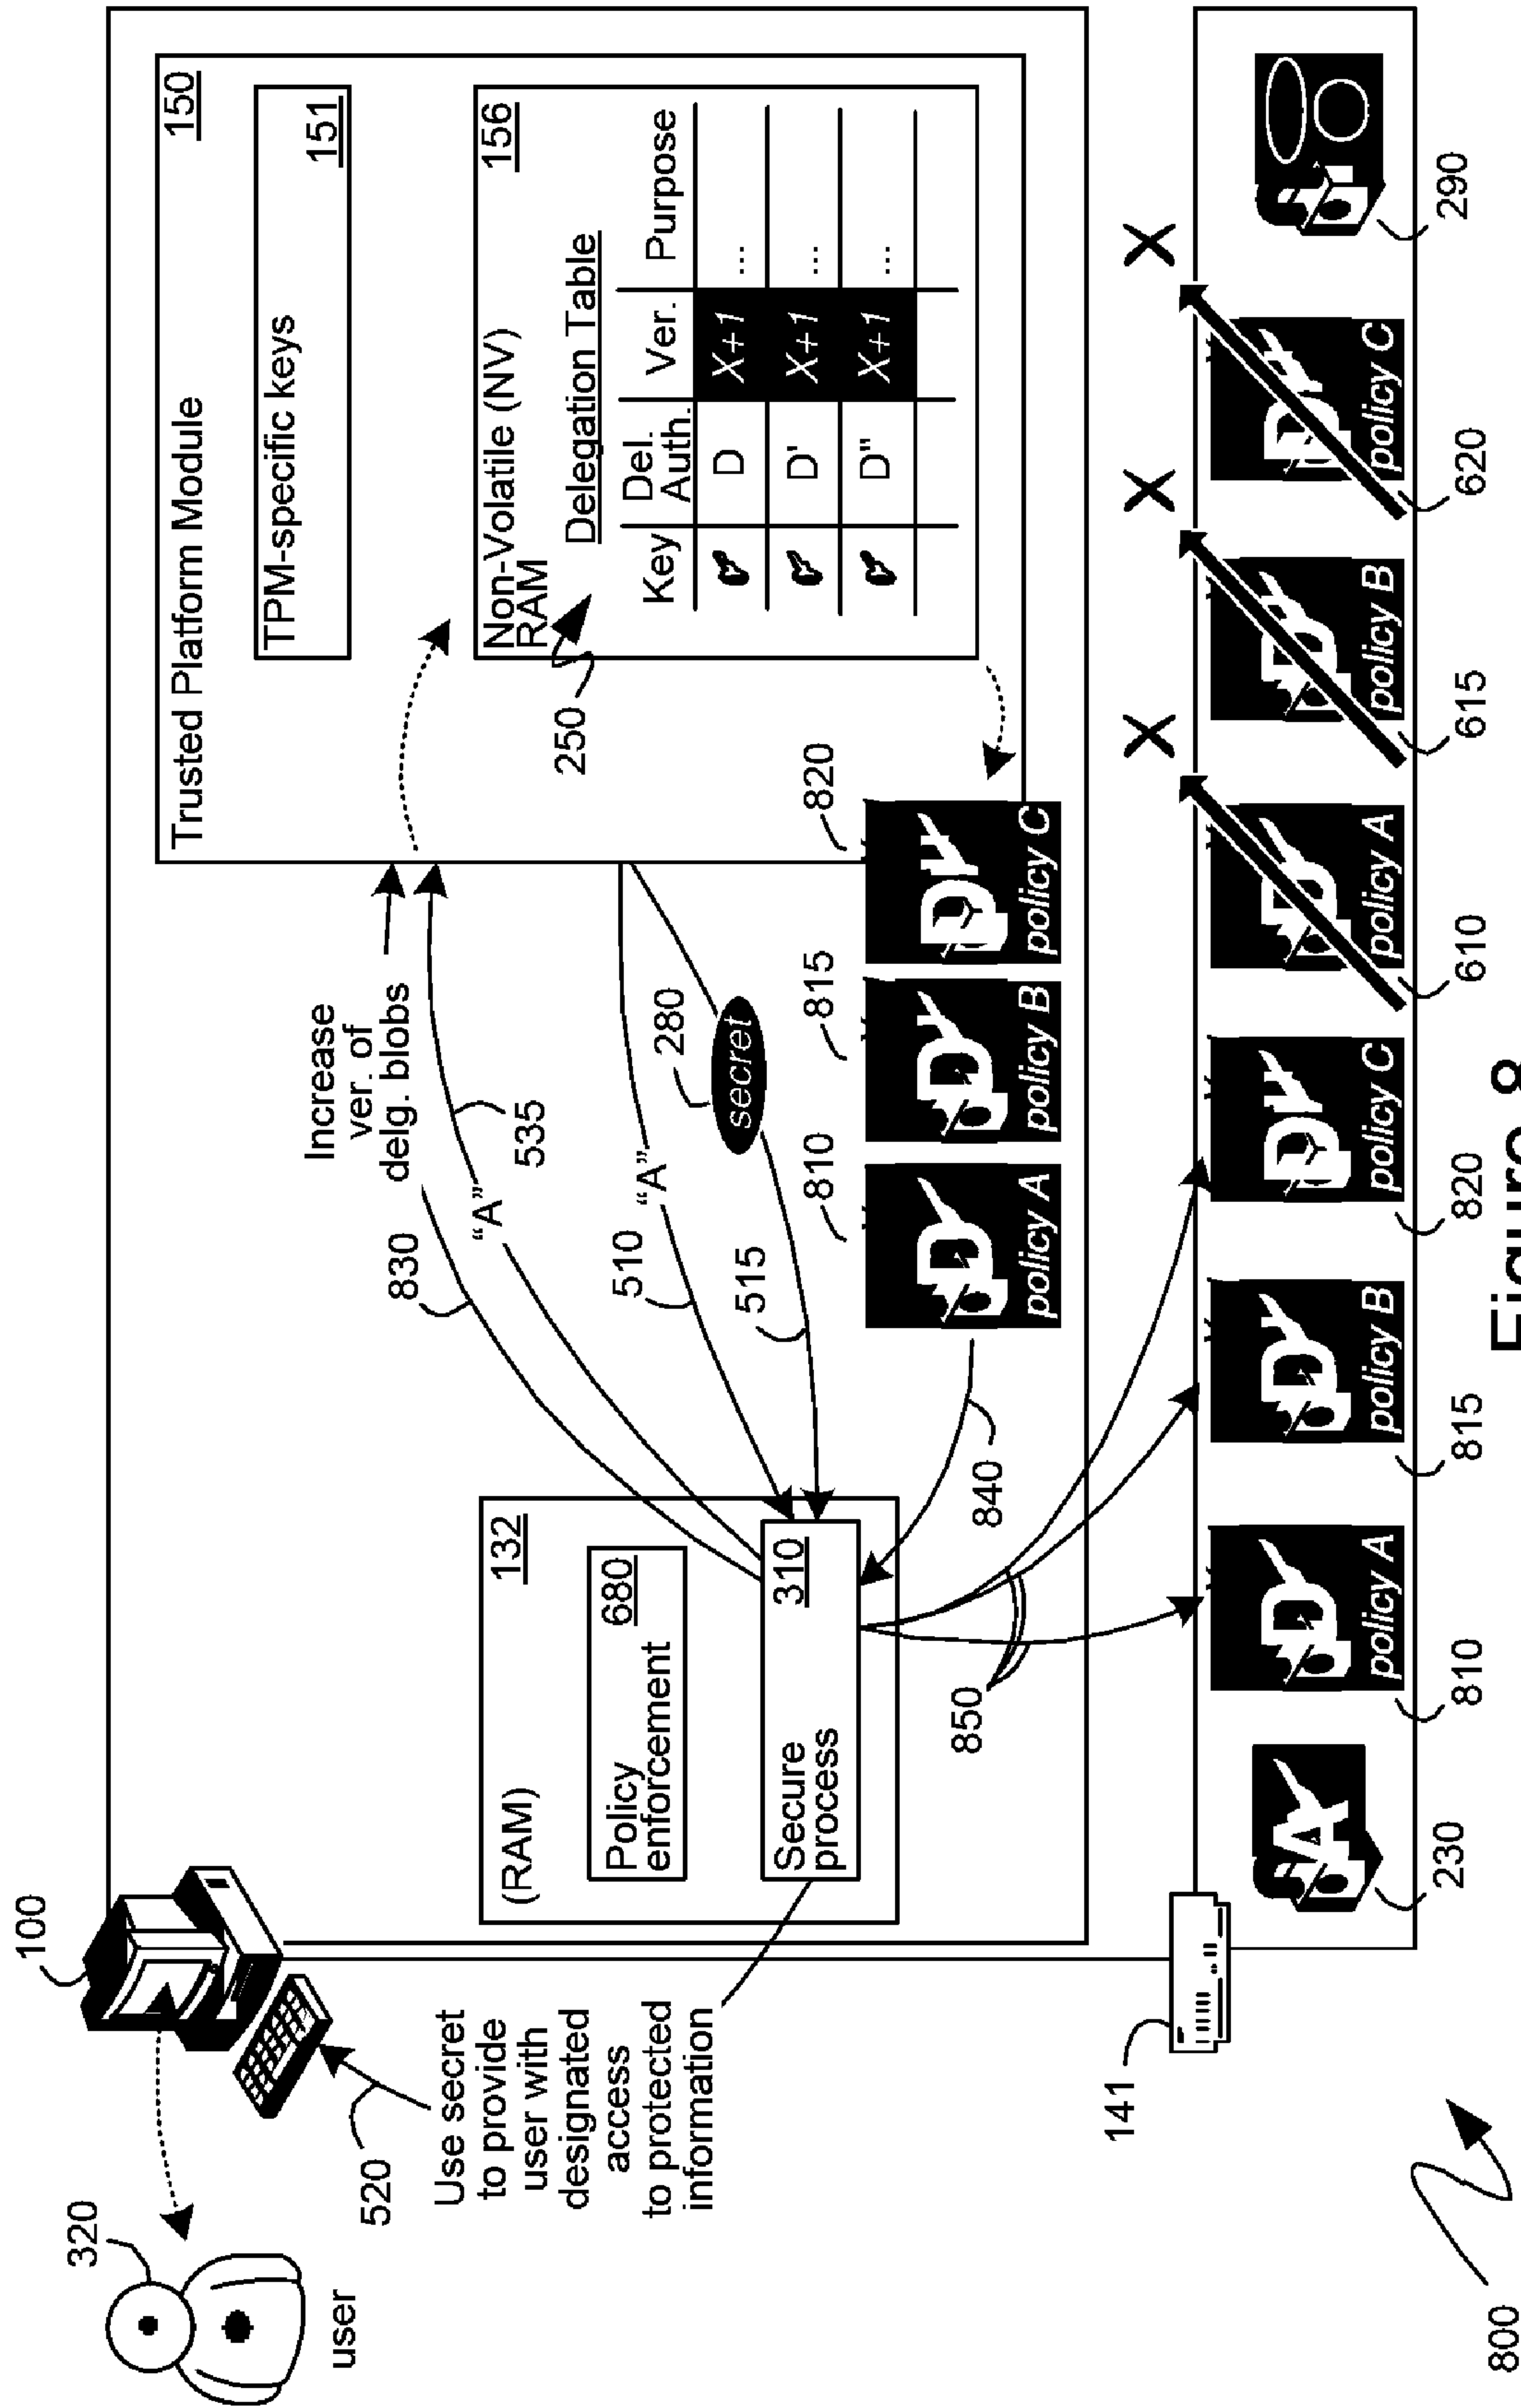 100
320
user
520
Use secret
to provide
user with
designated
access
to protected
information
800
141
(RAM)
132
Policy
enforcement
680
Secure
process
310
830
Increase
ver. of
delg. blobs
"A"
535
510
"A"
515
280
secret
840
850
Trusted Platform Module
150
TPM-specific keys
151
Non-Volatile (NV)
RAM
156
250
Delegation Table
Key Del. Auth. Ver. Purpose
D X+1 ...
D' X+1 ...
D" X+1 ...
810
D
policy A
815
D
policy B
820
D
policy C
A
230
D
policy A
810
D
policy B
815
D
policy C
820
D
policy A
610
D
policy B
615
D
policy C
620
290
X
X
X
Figure 8